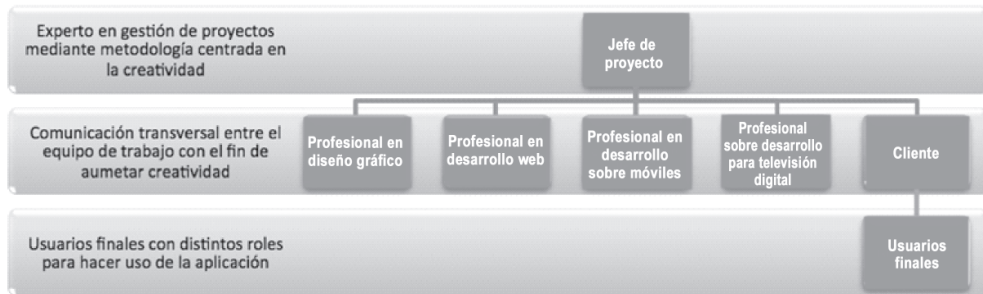 Experto en gestión de proyectos
mediante metodología centrada en
la creatividad
Jefe de
proyecto
Comunicación transversal entre el
equipo de trabajo con el fin de
aumetar creatividad
Profesional en
diseño gráfico
Profesional en
desarrollo web
Profesional en
desarrollo
sobre móviles
Profesional
sobre desarrollo
para televisión
digital
Cliente
Usuarios finales con distintos roles
para hacer uso de la aplicación
Usuarios
finales